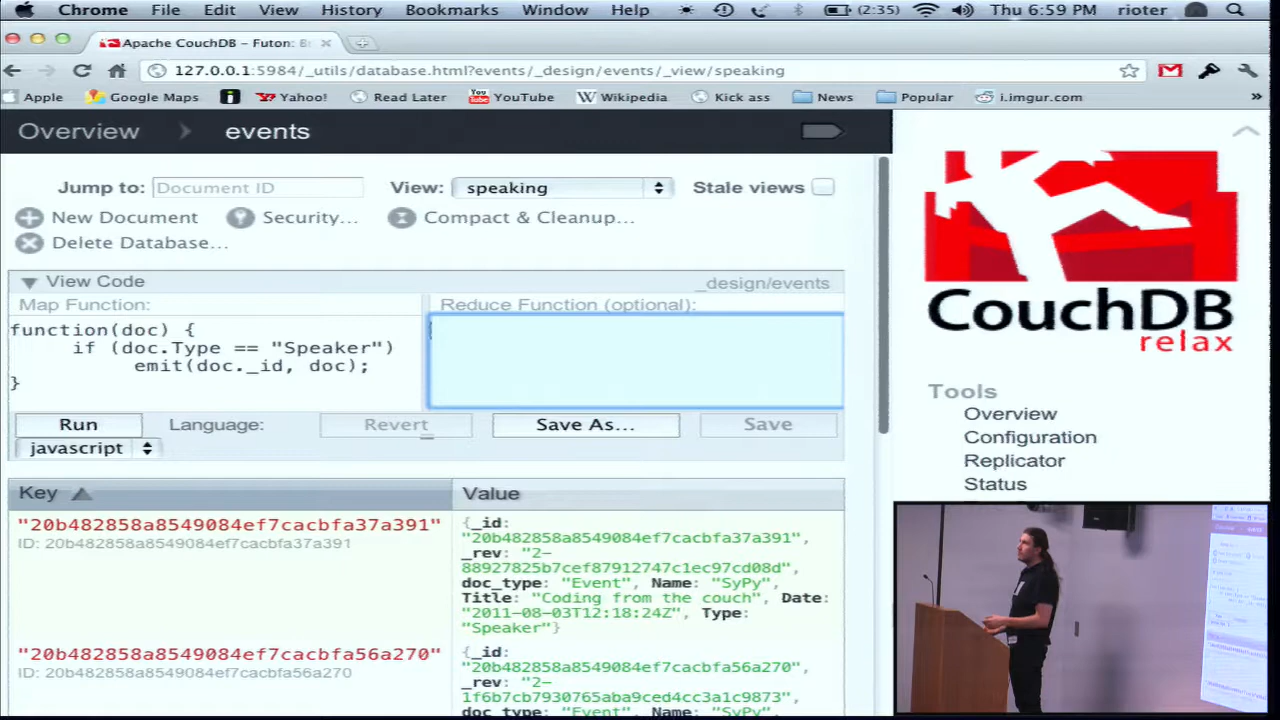 Chrome File Edit View History Bookmarks Window Help (2:35) Thu 6:59 PM rioter
Apache CouchDB – Futon: B
127.0.0.1:5984/_utils/database.html?events/_design/events/_view/speaking
Apple Google Maps Yahoo! Read Later YouTube Wikipedia Kick ass News Popular i.imgur.com »
Overview events
Jump to: Document ID View: speaking Stale views
New Document Security... Compact & Cleanup...
Delete Database...
View Code _design/events
Map Function: Reduce Function (optional):
function(doc) {
if (doc.Type == "Speaker")
emit(doc._id, doc);
}
Run Language: Revert Save As... Save
javascript
Key Value
"20b482858a8549084ef7cacbfa37a391"
ID: 20b482858a8549084ef7cacbfa37a391
{_id:
"20b482858a8549084ef7cacbfa37a391",
_rev: "2-
88927825b7cef87912747c1ec97cd08d",
doc_type: "Event", Name: "SyPy",
Title: "Coding from the couch", Date:
"2011-08-03T12:18:24Z", Type:
"Speaker"}
"20b482858a8549084ef7cacbfa56a270"
ID: 20b482858a8549084ef7cacbfa56a270
{_id:
"20b482858a8549084ef7cacbfa56a270",
_rev: "2-
1f6b7cb7930765aba9ced4cc3a1c9873",
doc_type: "Event", Name: "SyPy",
CouchDB
relax
Tools
Overview
Configuration
Replicator
Status